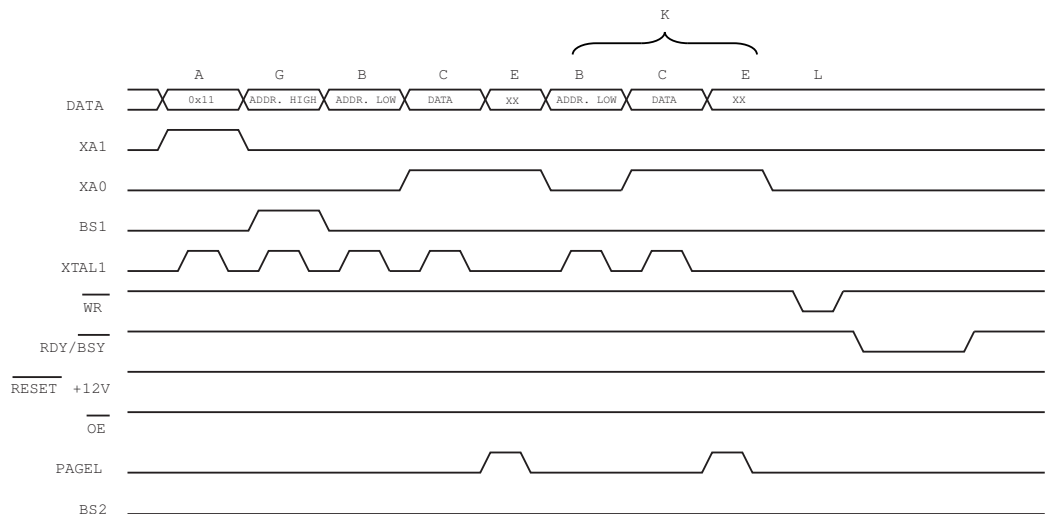 K
A G B C E B C E L
DATA 0x11 ADDR. HIGH ADDR. LOW DATA XX ADDR. LOW DATA XX
XA1
XA0
BS1
XTAL1
WR
RDY/BSY
RESET +12V
OE
PAGEL
BS2